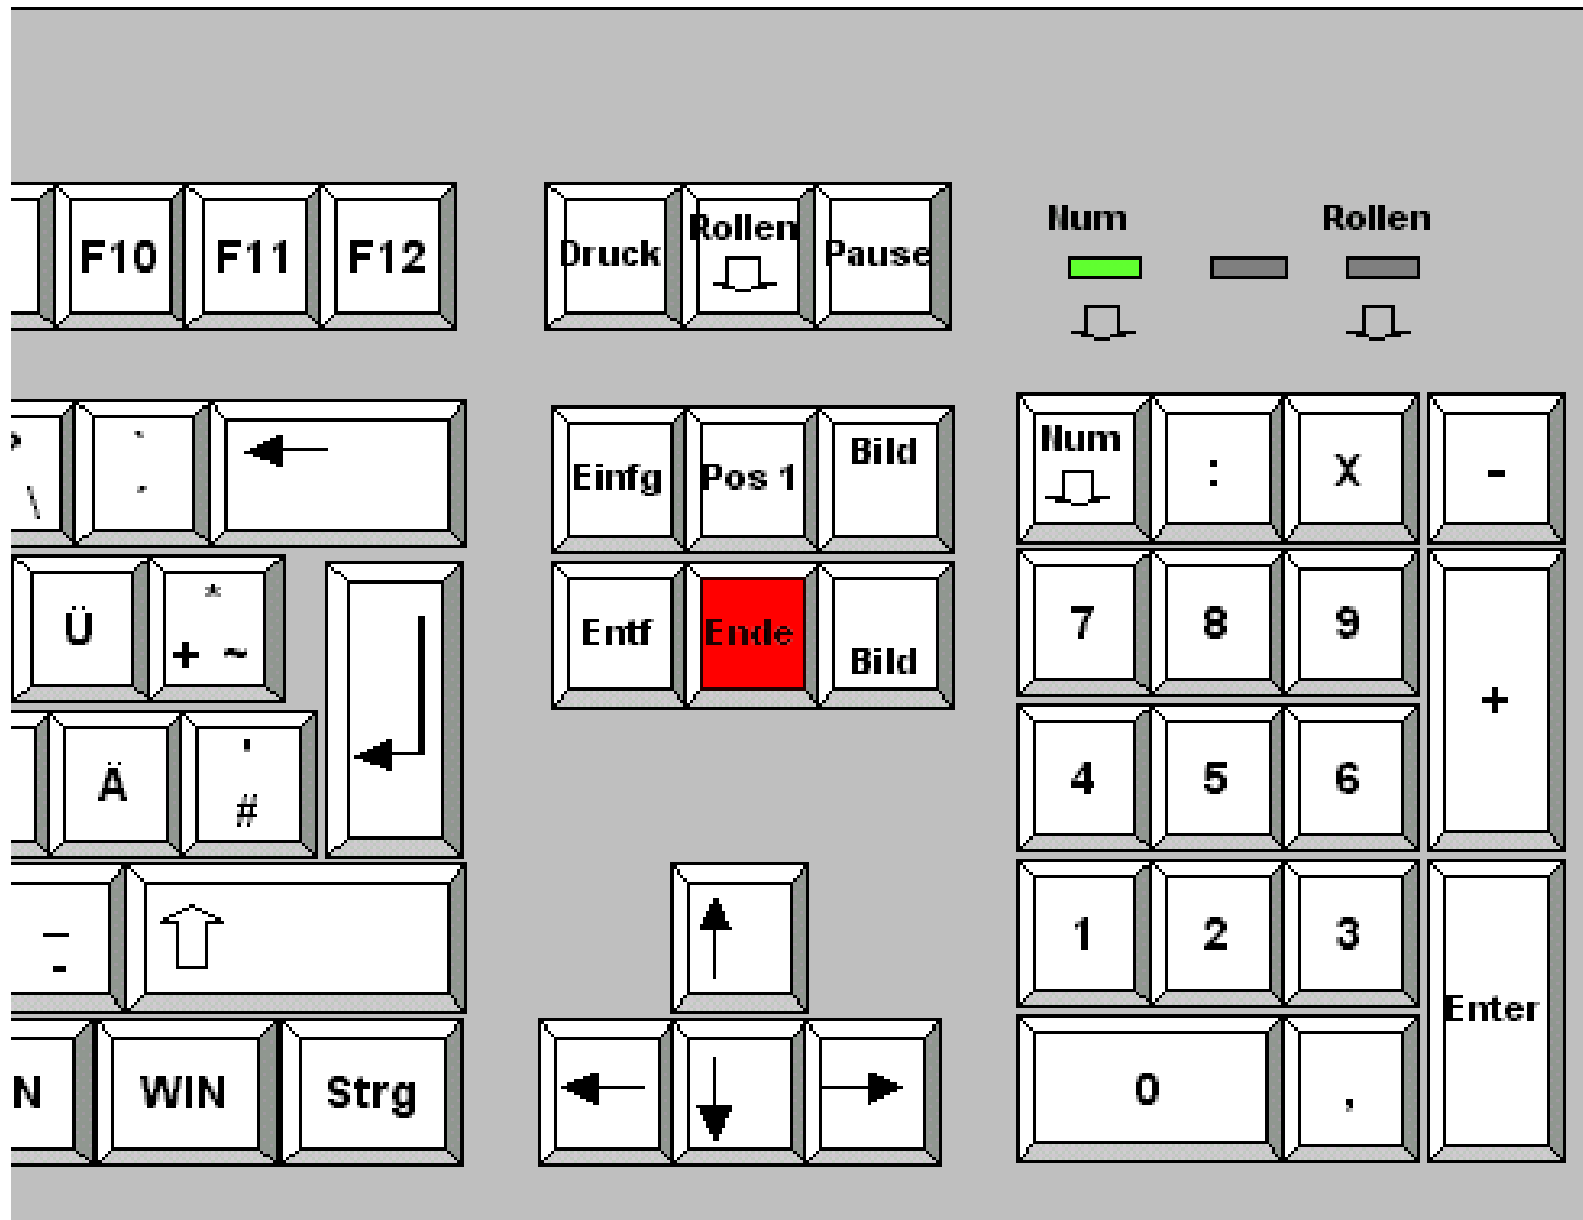 F10 F11 F12 Druck Rollen Pause Num Rollen
` ´
\
Einfg Pos 1 Bild Num : X -
Ü * + ~
Entf Ende Bild 7 8 9 +
Ä ' #
4 5 6
_ -
1 2 3 Enter
N WIN Strg 0 ,